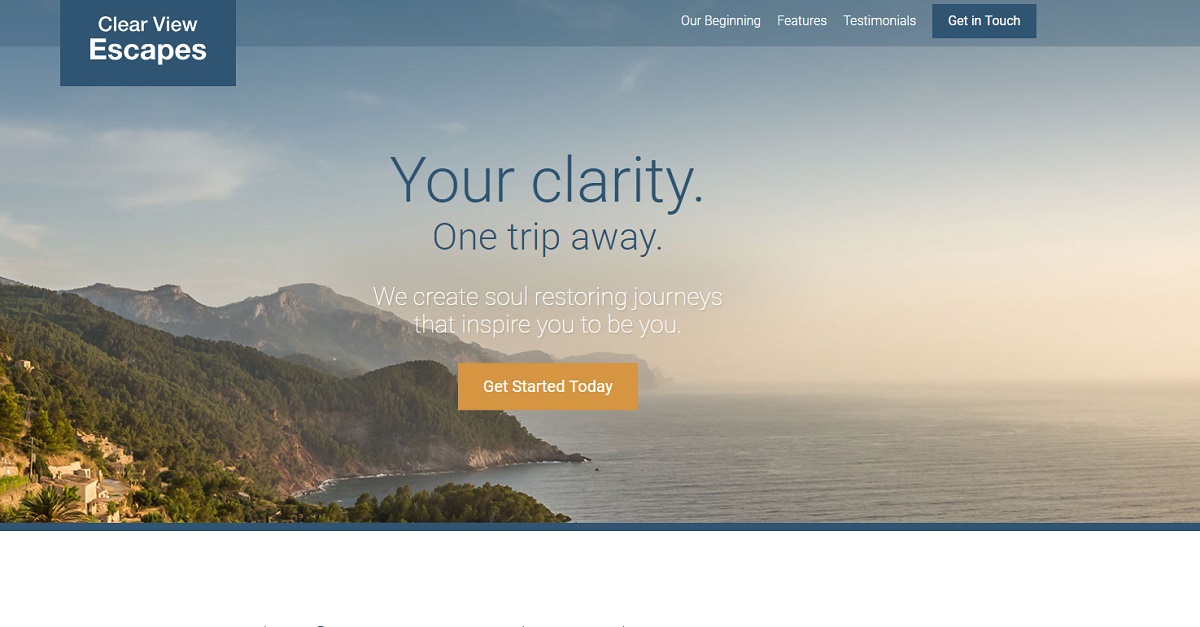 Clear View
Escapes
Our Beginning
Features
Testimonials
Get in Touch
Your clarity.
One trip away.
We create soul restoring journeys
that inspire you to be you.
Get Started Today